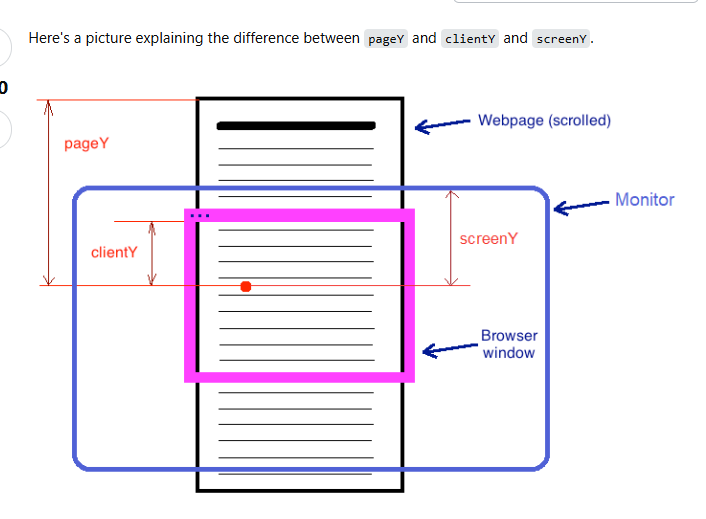 Here's a picture explaining the difference between pageY and clientY and screenY.
0
pageY
Webpage (scrolled)
Monitor
clientY
screenY
Browser
window